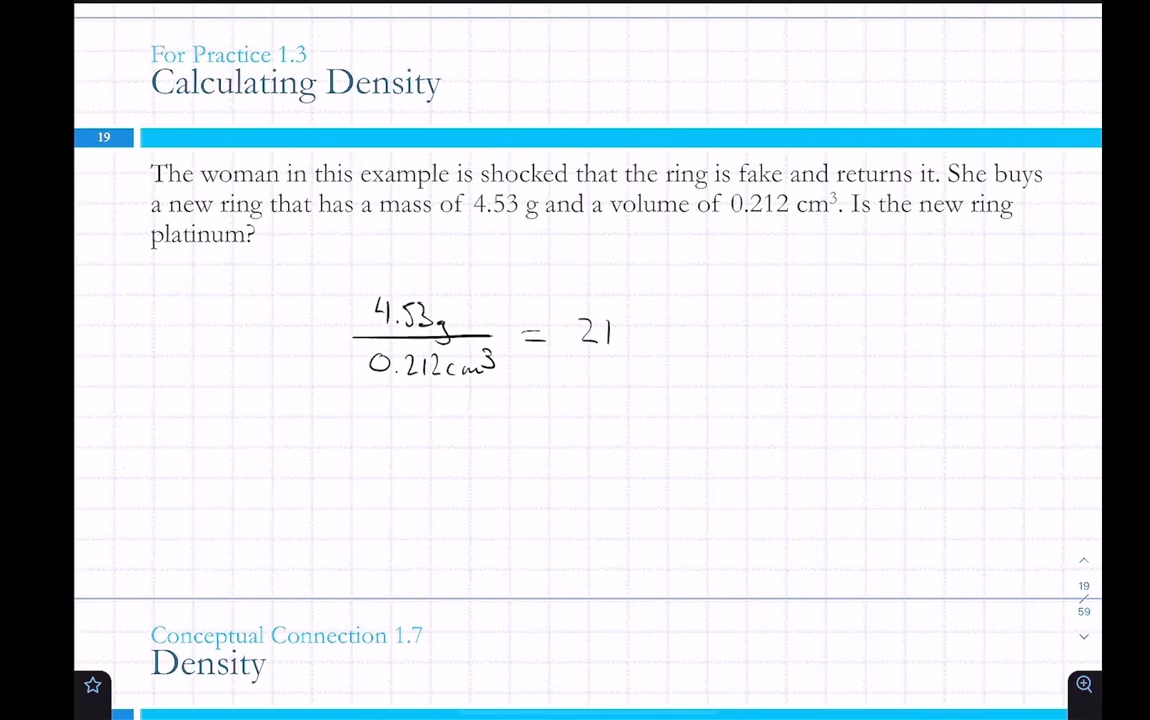 For Practice 1.3
Calculating Density
19
The woman in this example is shocked that the ring is fake and returns it. She buys
a new ring that has a mass of 4.53 g and a volume of 0.212 cm³. Is the new ring
platinum?
4.53g
0.212cm³
= 21
19
/
59
Conceptual Connection 1.7
Density